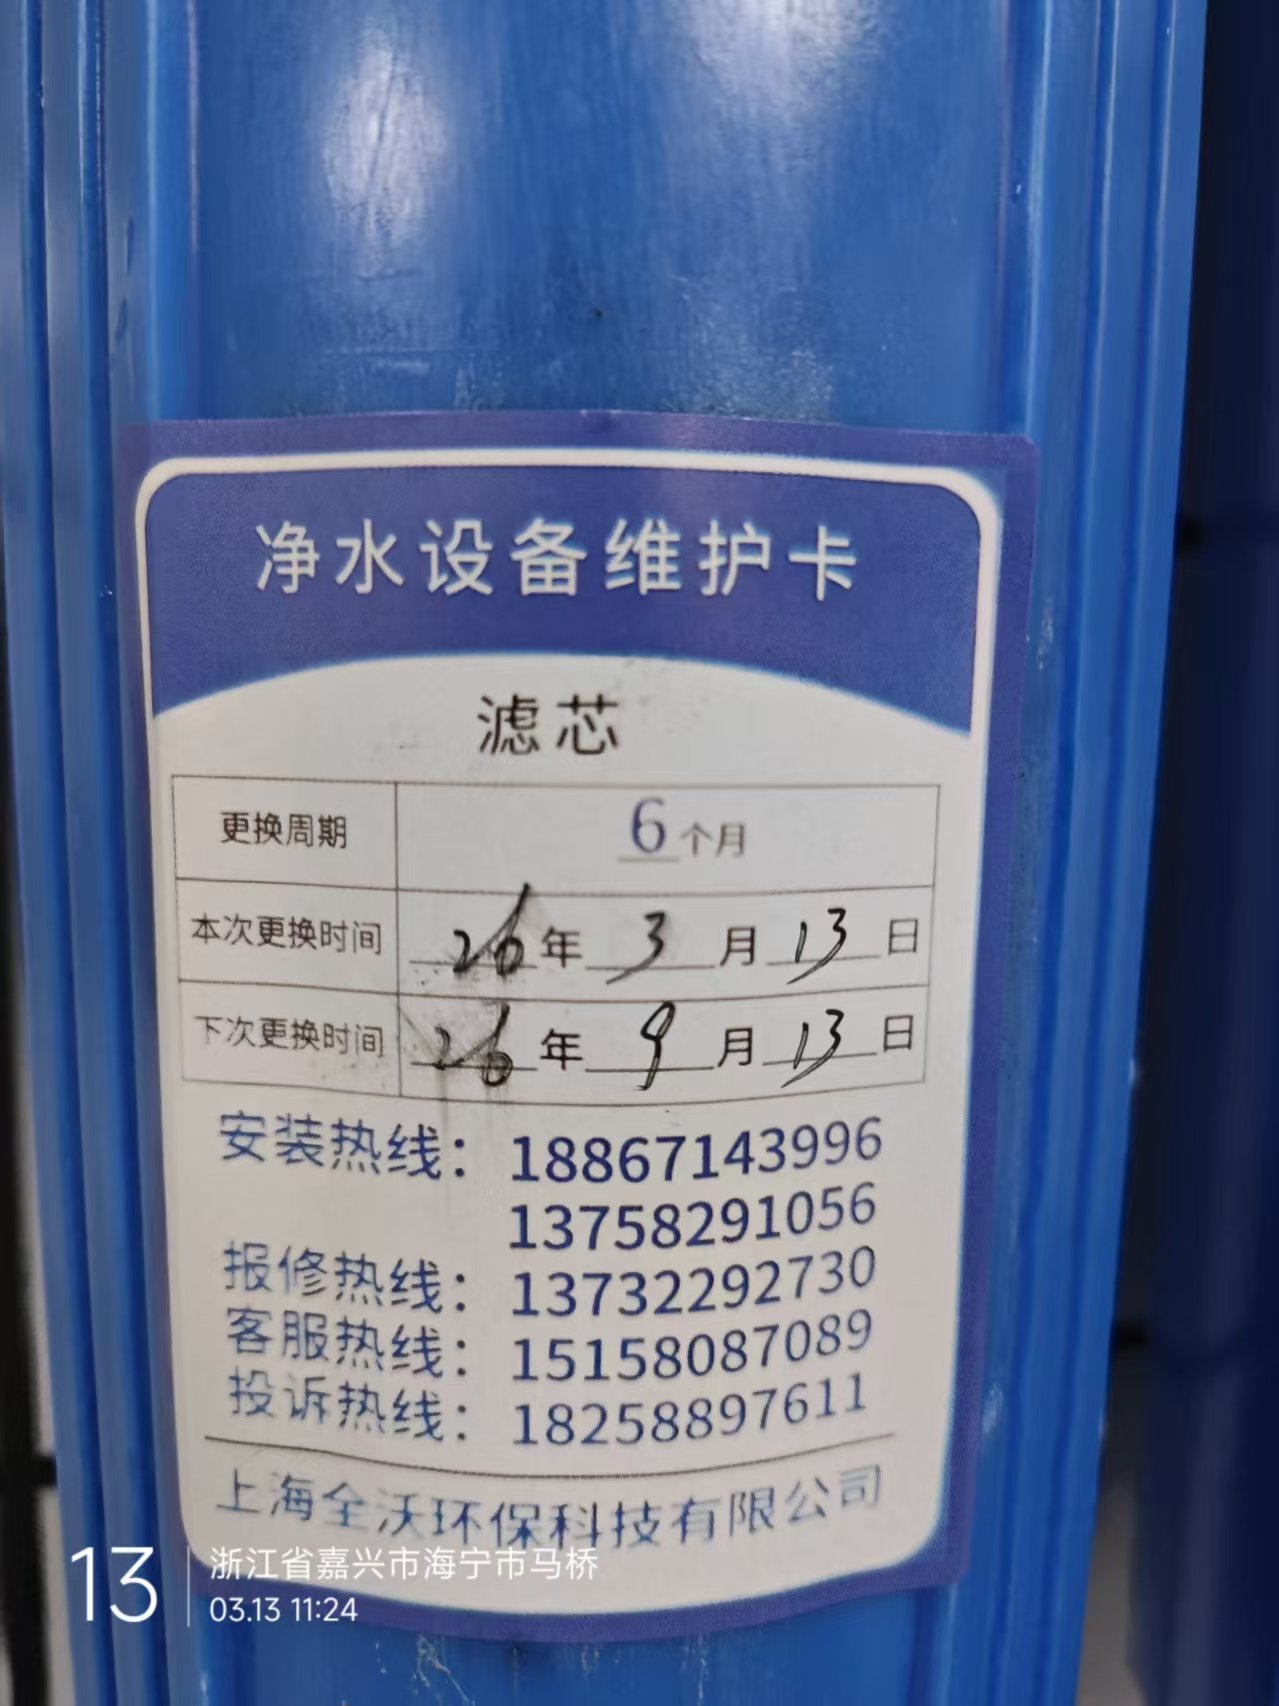 净水设备维护卡
滤芯
更换周期 6个月
本次更换时间 26年3月13日
下次更换时间 26年9月13日
安装热线：18867143996
13758291056
报修热线：13732292730
客服热线：15158087089
投诉热线：18258897611
上海全沃环保科技有限公司
13 浙江省嘉兴市海宁市马桥
03.13 11:24